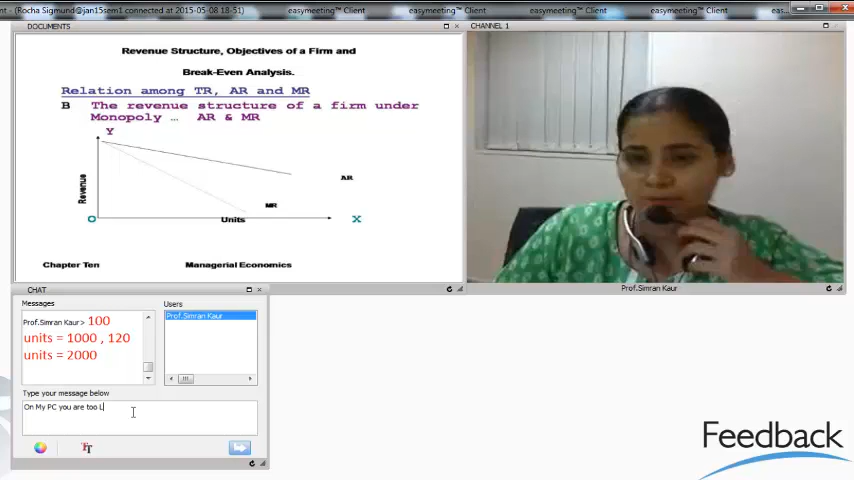 nt - (Rocha Sigmund@jan15sem1.connected at 2015-05-08 18-51)
easymeeting™ Client
easymeeting™ Client
easymeeting™ Client
easymeeting™ Client
DOCUMENTS
CHANNEL 1
Revenue Structure, Objectives of a Firm and
Break-Even Analysis.
Relation among TR, AR and MR
B The revenue structure of a firm under
Monopoly ... AR & MR
Y
Revenue
AR
MR
O
Units
X
Chapter Ten
Managerial Economics
Prof.Simran Kaur
CHAT
Messages
Users
Prof.Simran Kaur> 100
units = 1000 , 120
units = 2000
Prof.Simran Kaur
Type your message below
On My PC you are too L
TT
Feedback